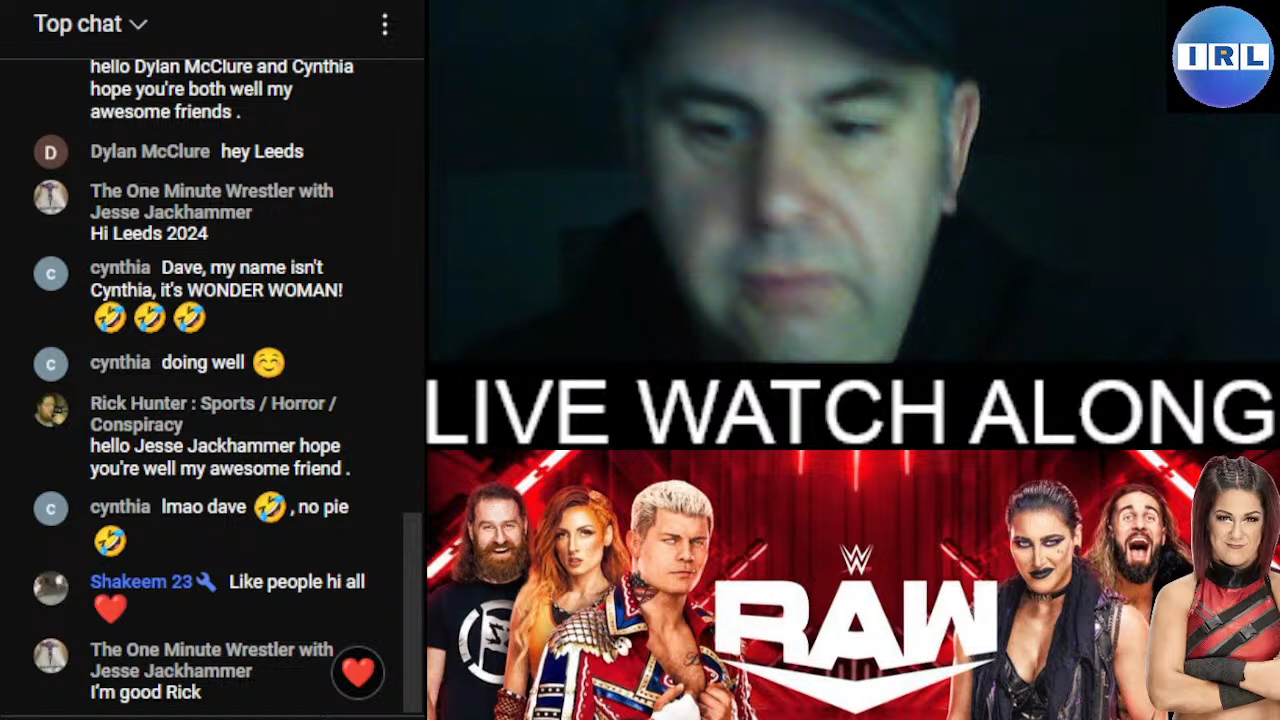 Top chat
hello Dylan McClure and Cynthia
hope you're both well my
awesome friends .
D
Dylan McClure hey Leeds
The One Minute Wrestler with
Jesse Jackhammer
Hi Leeds 2024
c
cynthia Dave, my name isn't
Cynthia, it's WONDER WOMAN!
🤣 🤣 🤣
c
cynthia doing well ☺️
Rick Hunter : Sports / Horror /
Conspiracy
hello Jesse Jackhammer hope
you're well my awesome friend .
c
cynthia lmao dave 🤣 , no pie
🤣
Shakeem 23 Like people hi all
❤️
The One Minute Wrestler with
Jesse Jackhammer
I'm good Rick
IRL
LIVE WATCH ALONG
W
RAW